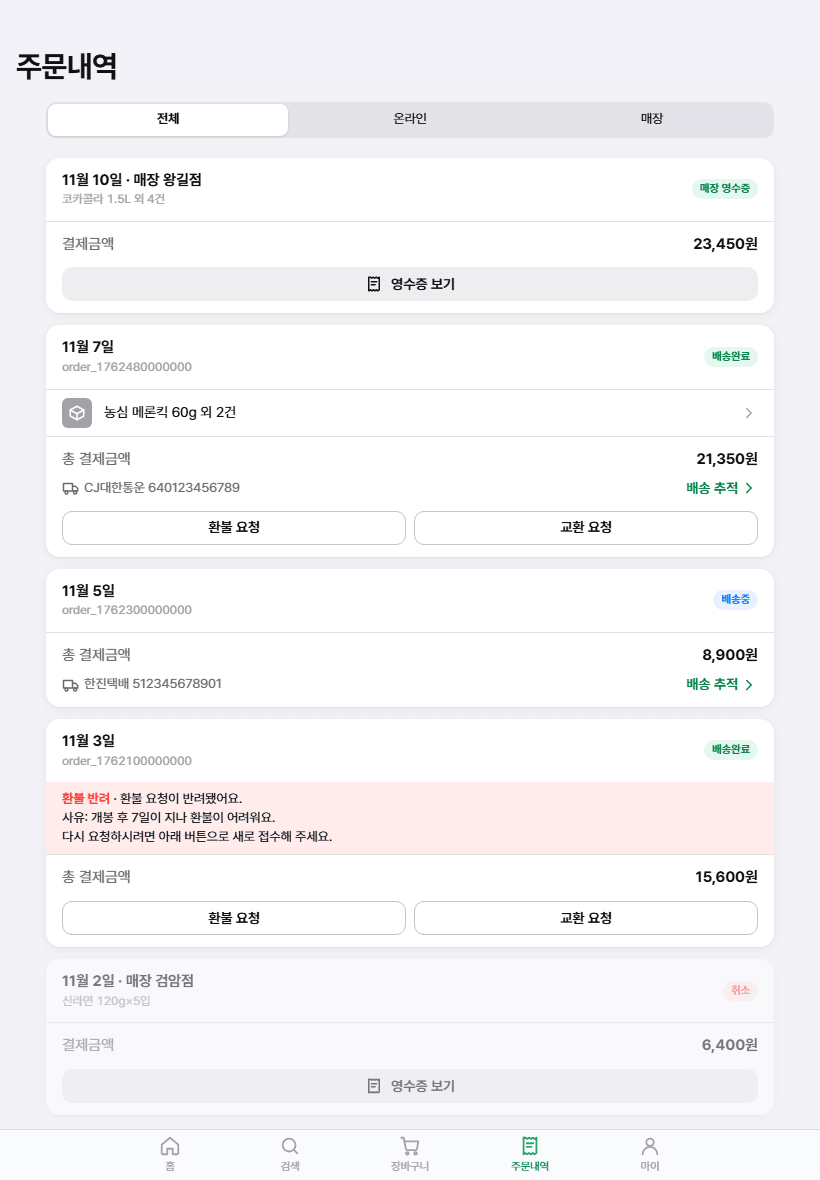 주문내역
전체
온라인
매장
11월 10일 · 매장 왕길점
코카콜라 1.5L 외 4건
매장 영수증
결제금액
23,450원
영수증 보기
11월 7일
order_1762480000000
배송완료
농심 메론킥 60g 외 2건
총 결제금액
21,350원
CJ대한통운 640123456789
배송 추적
환불 요청
교환 요청
11월 5일
order_1762300000000
배송중
총 결제금액
8,900원
한진택배 512345678901
배송 추적
11월 3일
order_1762100000000
배송완료
환불 반려 · 환불 요청이 반려됐어요.
사유: 개봉 후 7일이 지나 환불이 어려워요.
다시 요청하시려면 아래 버튼으로 새로 접수해 주세요.
총 결제금액
15,600원
환불 요청
교환 요청
11월 2일 · 매장 검암점
신라면 120g×5입
취소
결제금액
6,400원
영수증 보기
홈
검색
장바구니
주문내역
마이